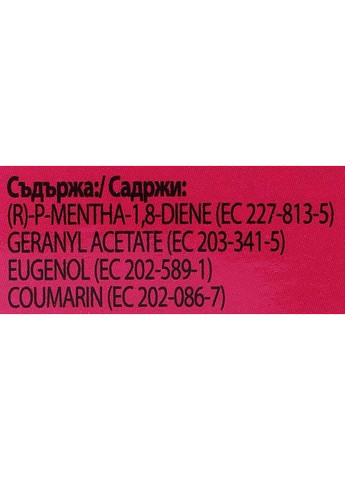 Съдържа:/ Садржи:
(R)-P-MENTHA-1,8-DIENE (EC 227-813-5)
GERANYL ACETATE (EC 203-341-5)
EUGENOL (EC 202-589-1)
COUMARIN (EC 202-086-7)